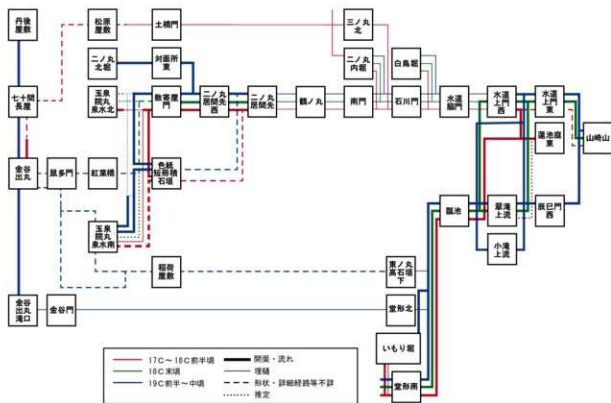 丹後
屋敷
松原
屋敷
土橋門
三ノ丸
北
二ノ丸
北堀
対面所
東
二ノ丸
内堀
白鳥堀
七十間
長屋
玉泉
院丸
泉水北
数寄屋
門
二ノ丸
居間先
西
二ノ丸
居間先
鶴ノ丸
南門
石川門
水道
脇門
水道
上門
西
水道
上門
東
山崎山
蓮池庭
東
金谷
出丸
鼠多門
紅葉橋
色紙
短冊積
石垣
瓢池
翠滝
上流
辰巳門
西
玉泉
院丸
泉水南
小滝
上流
稲荷
屋敷
東ノ丸
高石垣
下
金谷
出丸
滝口
金谷門
堂形北
いもり堀
堂形南
17C～18C前半頃
18C末頃
19C前半～中頃
開渠・流れ
埋樋
形状・詳細経路等不詳
推定